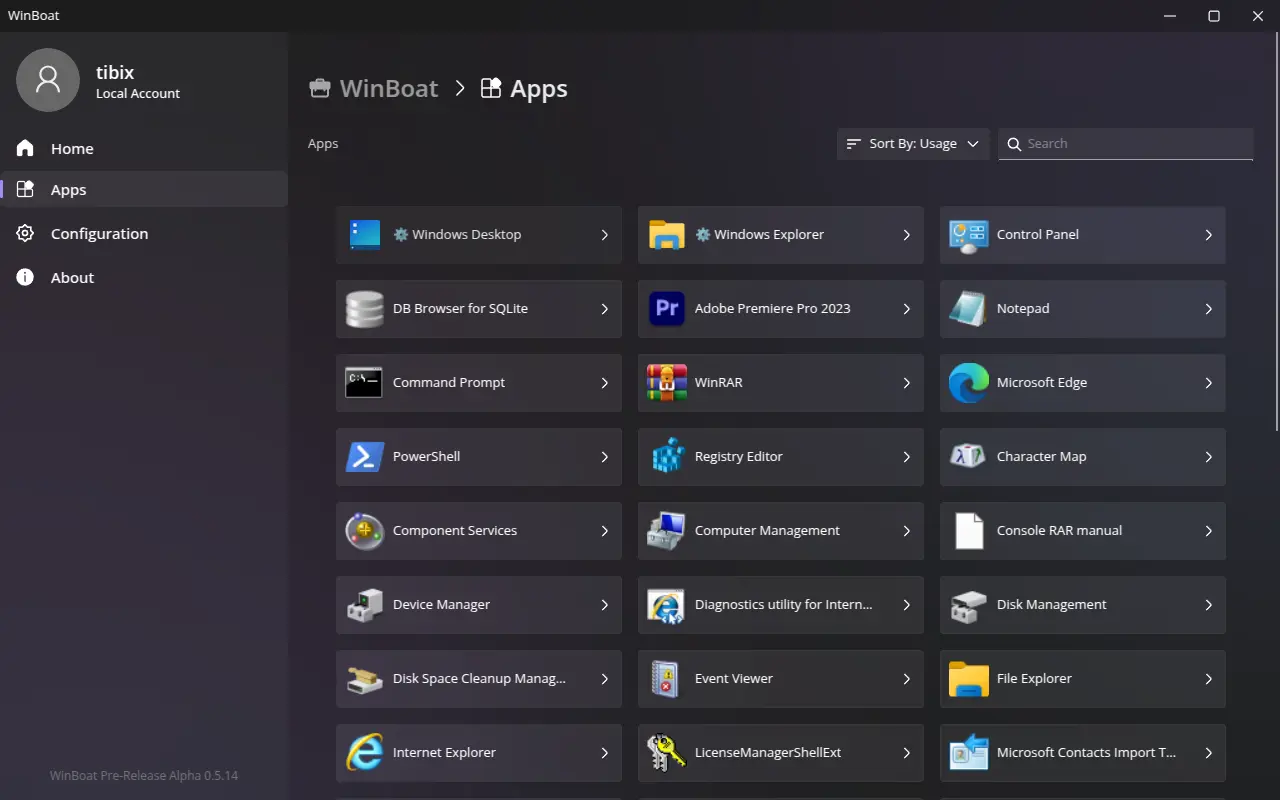 WinBoat
tibix
Local Account
Home
Apps
Configuration
About
WinBoat Pre-Release Alpha 0.5.14
WinBoat > Apps
Apps
Sort By: Usage
Search
Windows Desktop
Windows Explorer
Control Panel
DB Browser for SQLite
Pr
Adobe Premiere Pro 2023
Notepad
C:\
Command Prompt
WinRAR
Microsoft Edge
PowerShell
Registry Editor
Character Map
Component Services
Computer Management
Console RAR manual
Device Manager
Diagnostics utility for Intern...
Disk Management
Disk Space Cleanup Manag...
Event Viewer
File Explorer
Internet Explorer
LicenseManagerShellExt
Microsoft Contacts Import T...